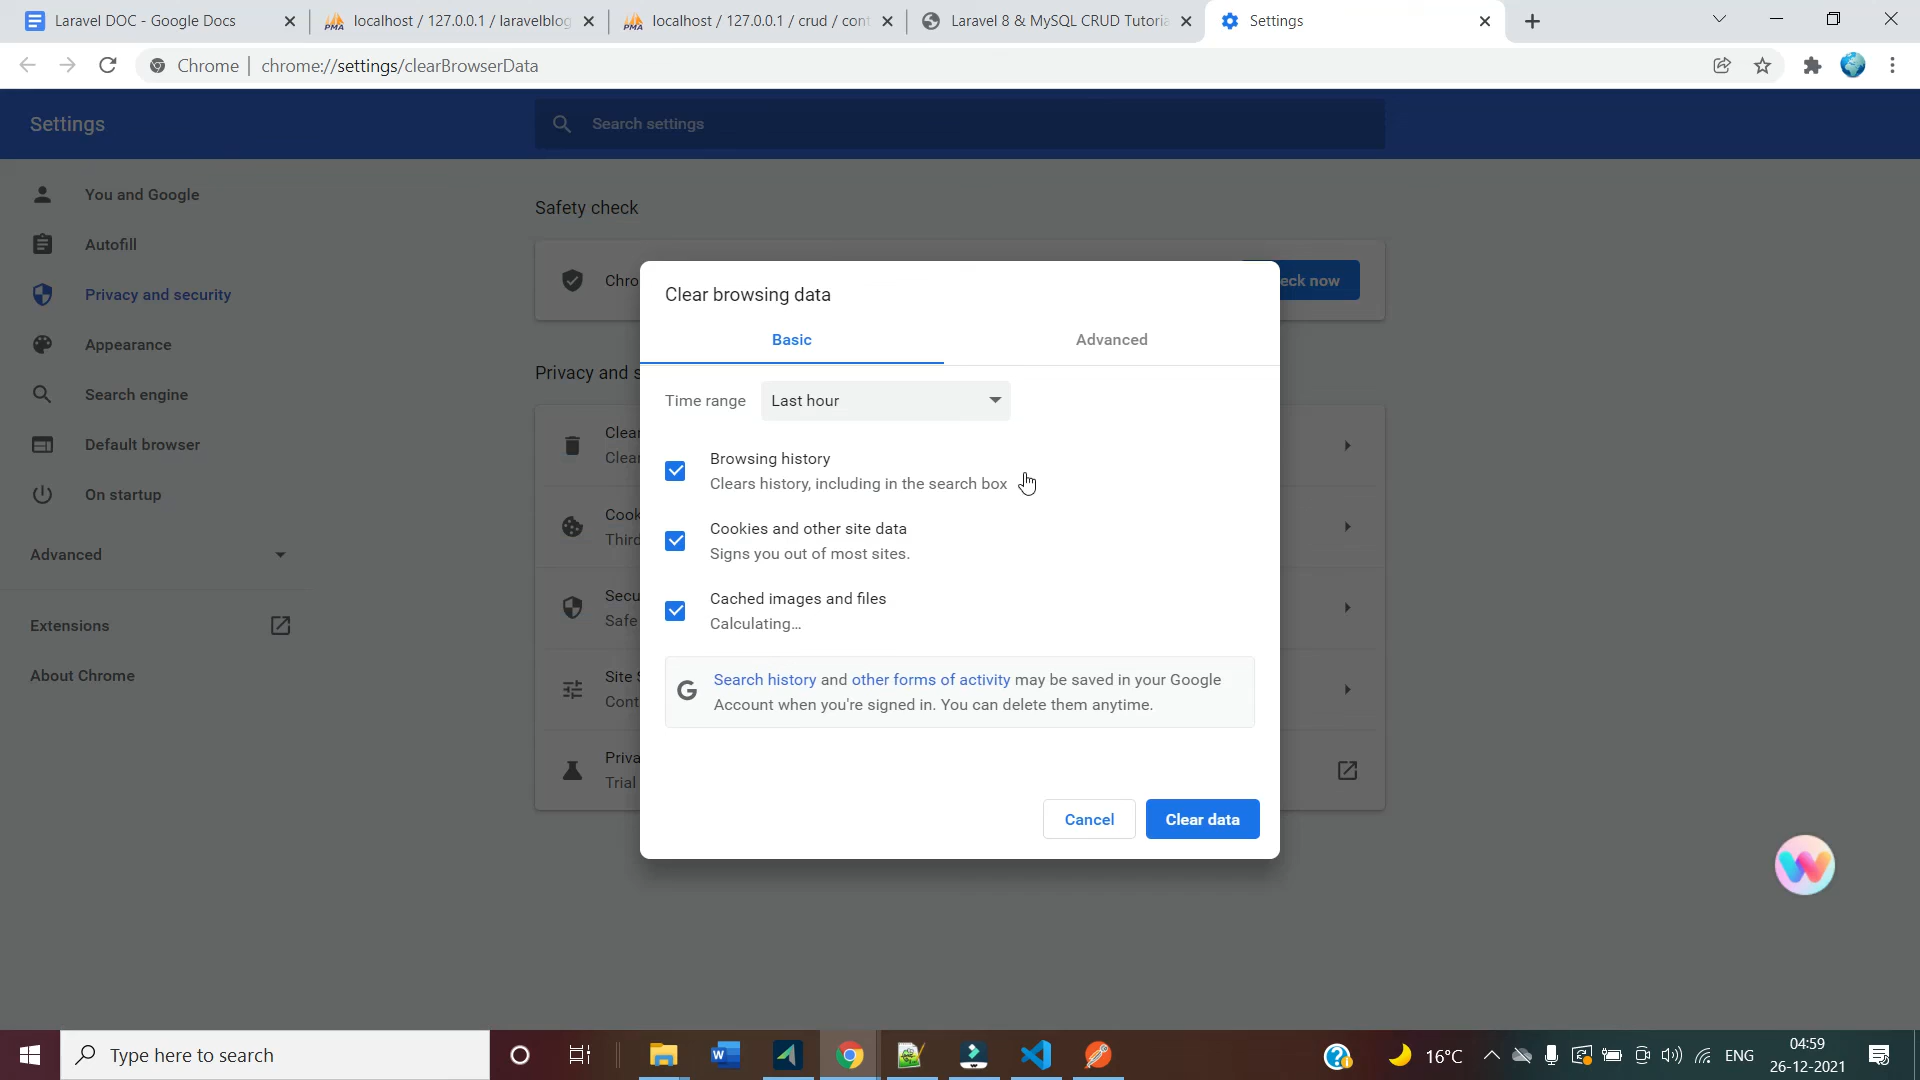 Laravel DOC - Google Docs
localhost / 127.0.0.1 / laravelblog
localhost / 127.0.0.1 / crud / cont
Laravel 8 & MySQL CRUD Tutoria
Settings
Chrome
chrome://settings/clearBrowserData
Settings
Search settings
You and Google
Autofill
Privacy and security
Appearance
Search engine
Default browser
On startup
Advanced
Extensions
About Chrome
Safety check
Chro
eck now
Privacy and s
Clear
Clear
Cook
Third
Secu
Safe
Site S
Cont
Priva
Trial
Clear browsing data
Basic
Advanced
Time range
Last hour
Browsing history
Clears history, including in the search box
Cookies and other site data
Signs you out of most sites.
Cached images and files
Calculating...
Search history and other forms of activity may be saved in your Google
Account when you're signed in. You can delete them anytime.
Cancel
Clear data
Type here to search
16°C
ENG
04:59
26-12-2021